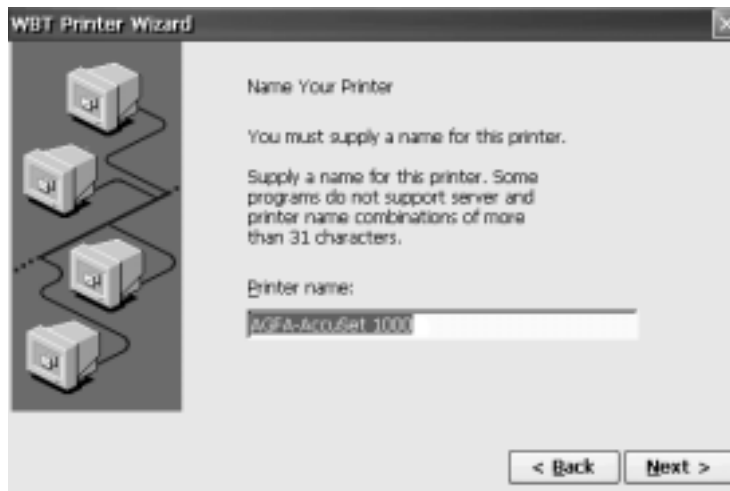 WBT Printer Wizard
Name Your Printer
You must supply a name for this printer.
Supply a name for this printer. Some
programs do not support server and
printer name combinations of more
than 31 characters.
Printer name:
AGFA-AccuSet 1000
< Back
Next >